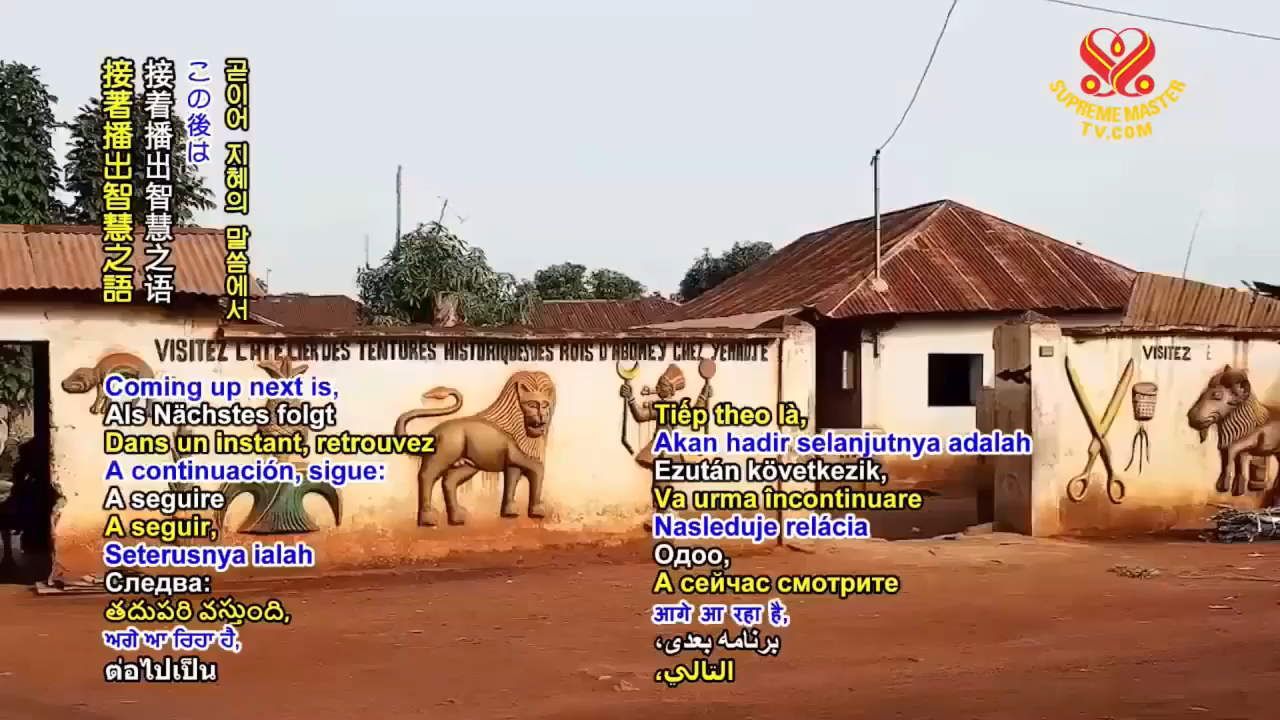 接著播出智慧之語
接着播出智慧之语
この後は
곧이어 지혜의 말씀에서
SUPREME MASTER
TV.COM
VISITEZ L'ATELIER DES TENTURES HISTORIQUES DES ROIS D'ABOMEY CHEZ YEMADJE
VISITEZ
Coming up next is,
Als Nächstes folgt
Dans un instant, retrouvez
A continuación, sigue:
A seguire
A seguir,
Seterusnya ialah
Следва:
తదుపరి వస్తుంది,
ਅਗੇ ਆ ਰਿਹਾ ਹੈ,
ต่อไปเป็น
Tiếp theo là,
Akan hadir selanjutnya adalah
Ezután következik,
Va urma încontinuare
Nasleduje relácia
Одоо,
А сейчас смотрите
आगे आ रहा है,
برنامه بعدی،
التالي،